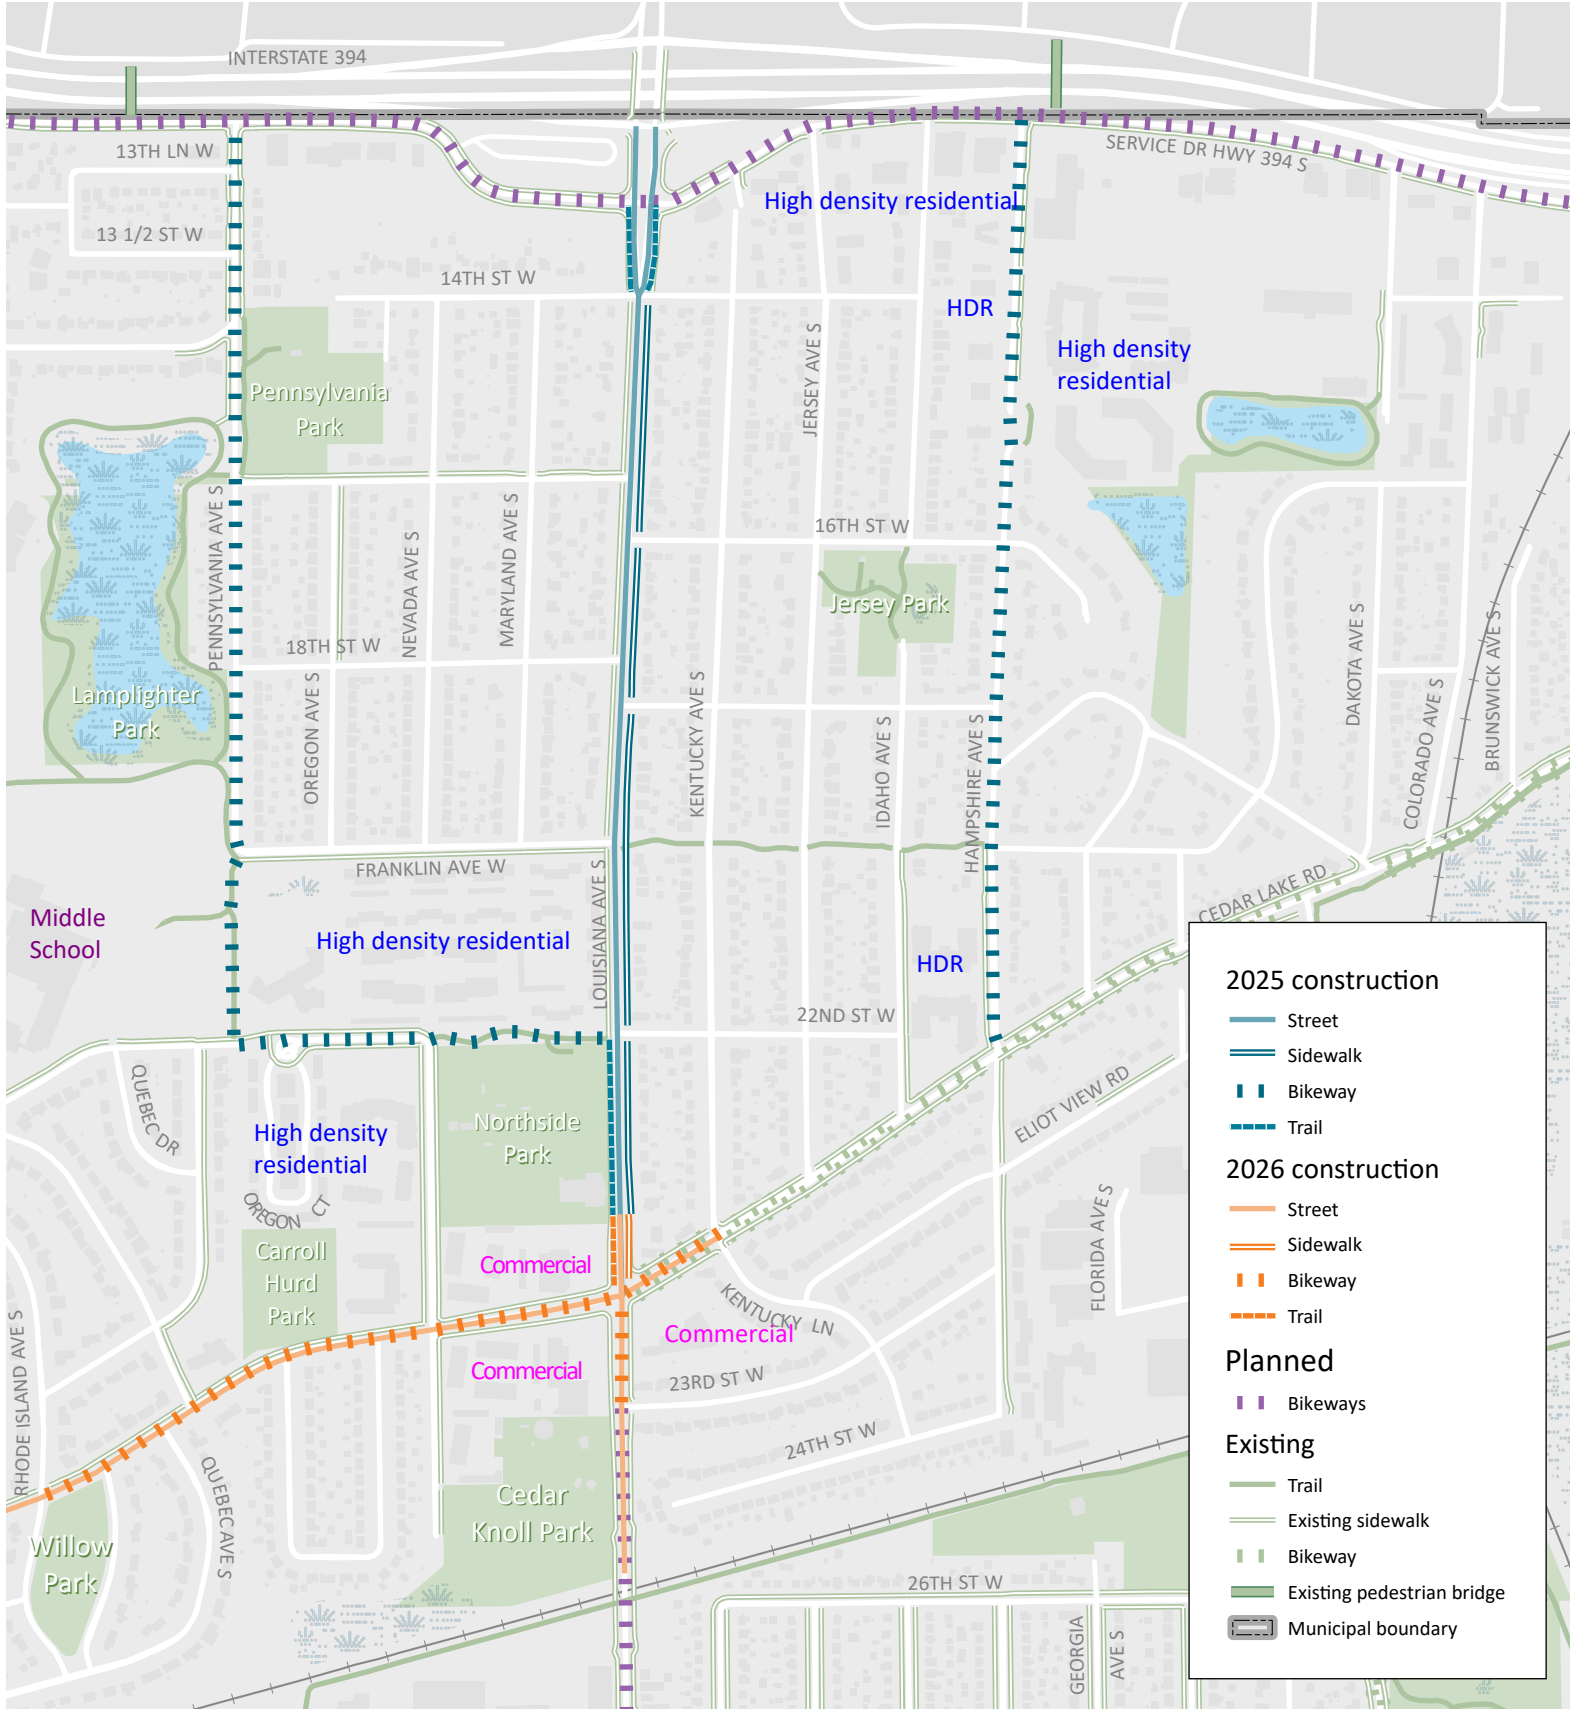 INTERSTATE 394
13TH LN W
SERVICE DR HWY 394 S
High density residential
13 1/2 ST W
14TH ST W
HDR
JERSEY AVE S
High density
residential
Pennsylvania
Park
PENNSYLVANIA AVE S
NEVADA AVE S
MARYLAND AVE S
16TH ST W
Jersey Park
18TH ST W
OREGON AVE S
Lamplighter
Park
KENTUCKY AVE S
IDAHO AVE S
HAMPSHIRE AVE S
DAKOTA AVE S
COLORADO AVE S
BRUNSWICK AVE S
FRANKLIN AVE W
LOUISIANA AVE S
CEDAR LAKE RD
Middle
School
High density residential
HDR
22ND ST W
QUEBEC DR
High density
residential
Northside
Park
ELIOT VIEW RD
OREGON CT
Carroll
Hurd
Park
Commercial
Commercial
Commercial
KENTUCKY LN
FLORIDA AVE S
RHODE ISLAND AVE S
23RD ST W
24TH ST W
QUEBEC AVE S
Cedar
Knoll Park
Willow
Park
26TH ST W
GEORGIA
AVE S
2025 construction
Street
Sidewalk
Bikeway
Trail
2026 construction
Street
Sidewalk
Bikeway
Trail
Planned
Bikeways
Existing
Trail
Existing sidewalk
Bikeway
Existing pedestrian bridge
Municipal boundary